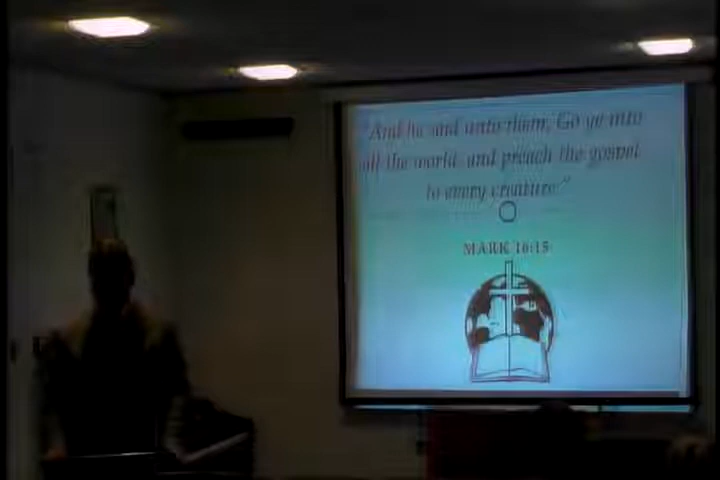 "And he said unto them, Go ye into
all the world, and preach the gospel
to every creature."
MARK 16:15